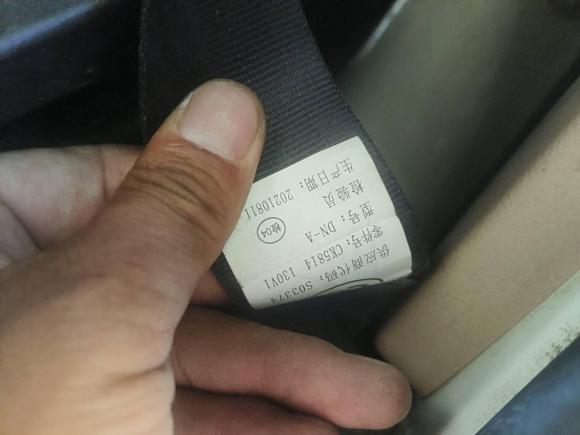 供应商代码：S03374
零件号：CK5814 130V1
型号：DN-A
检验员 检04
生产日期：20210811